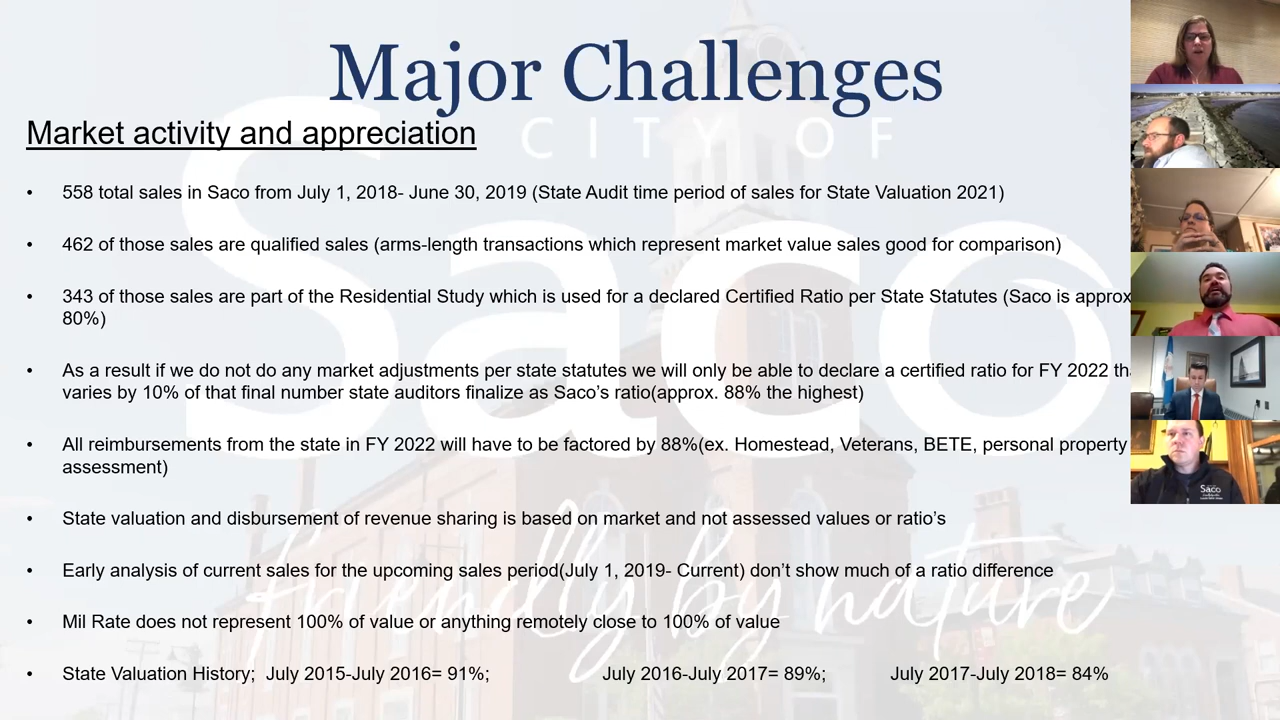 Major Challenges
CITY OF
Saco
friendly by nature
Market activity and appreciation
• 558 total sales in Saco from July 1, 2018- June 30, 2019 (State Audit time period of sales for State Valuation 2021)
• 462 of those sales are qualified sales (arms-length transactions which represent market value sales good for comparison)
• 343 of those sales are part of the Residential Study which is used for a declared Certified Ratio per State Statutes (Saco is approx
80%)
• As a result if we do not do any market adjustments per state statutes we will only be able to declare a certified ratio for FY 2022
varies by 10% of that final number state auditors finalize as Saco’s ratio(approx. 88% the highest)
• All reimbursements from the state in FY 2022 will have to be factored by 88%(ex. Homestead, Veterans, BETE, personal property
assessment)
• State valuation and disbursement of revenue sharing is based on market and not assessed values or ratio’s
• Early analysis of current sales for the upcoming sales period(July 1, 2019- Current) don’t show much of a ratio difference
• Mil Rate does not represent 100% of value or anything remotely close to 100% of value
• State Valuation History; July 2015-July 2016= 91%; July 2016-July 2017= 89%; July 2017-July 2018= 84%
Saco